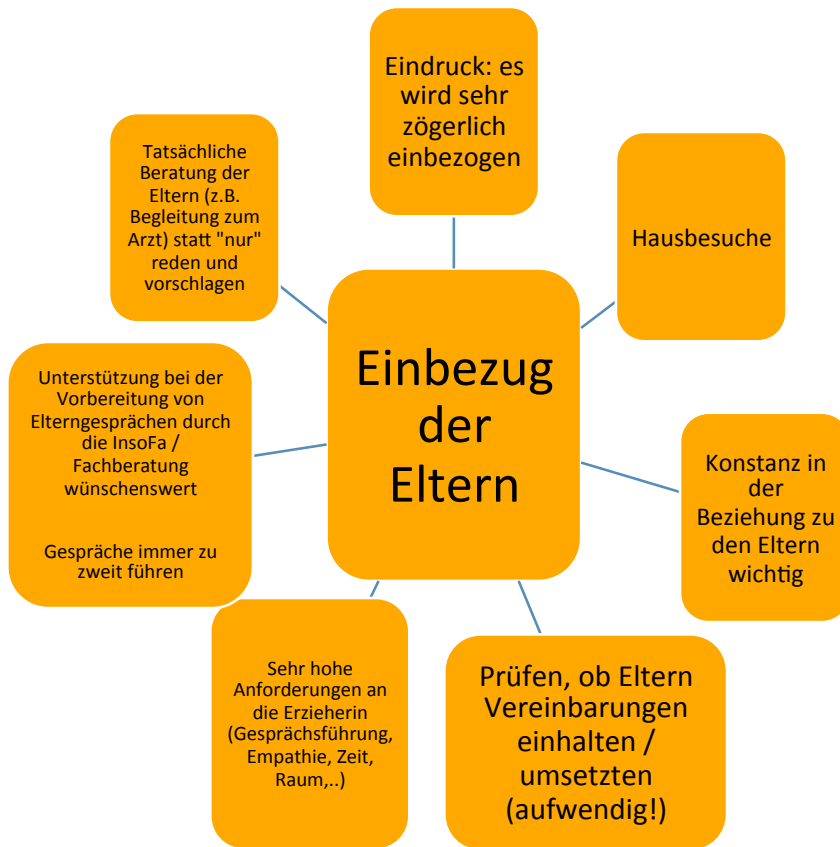 Eindruck: es
wird sehr
zögerlich
einbezogen
Hausbesuche
Konstanz in
der
Beziehung zu
den Eltern
wichtig
Prüfen, ob Eltern
Vereinbarungen
einhalten /
umsetzten
(aufwendig!)
Sehr hohe
Anforderungen an
die Erzieherin
(Gesprächsführung,
Empathie, Zeit,
Raum,..)
Unterstützung bei der
Vorbereitung von
Elterngesprächen durch
die InsoFa /
Fachberatung
wünschenswert
Gespräche immer zu
zweit führen
Tatsächliche
Beratung der
Eltern (z.B.
Begleitung zum
Arzt) statt "nur"
reden und
vorschlagen
Einbezug
der
Eltern